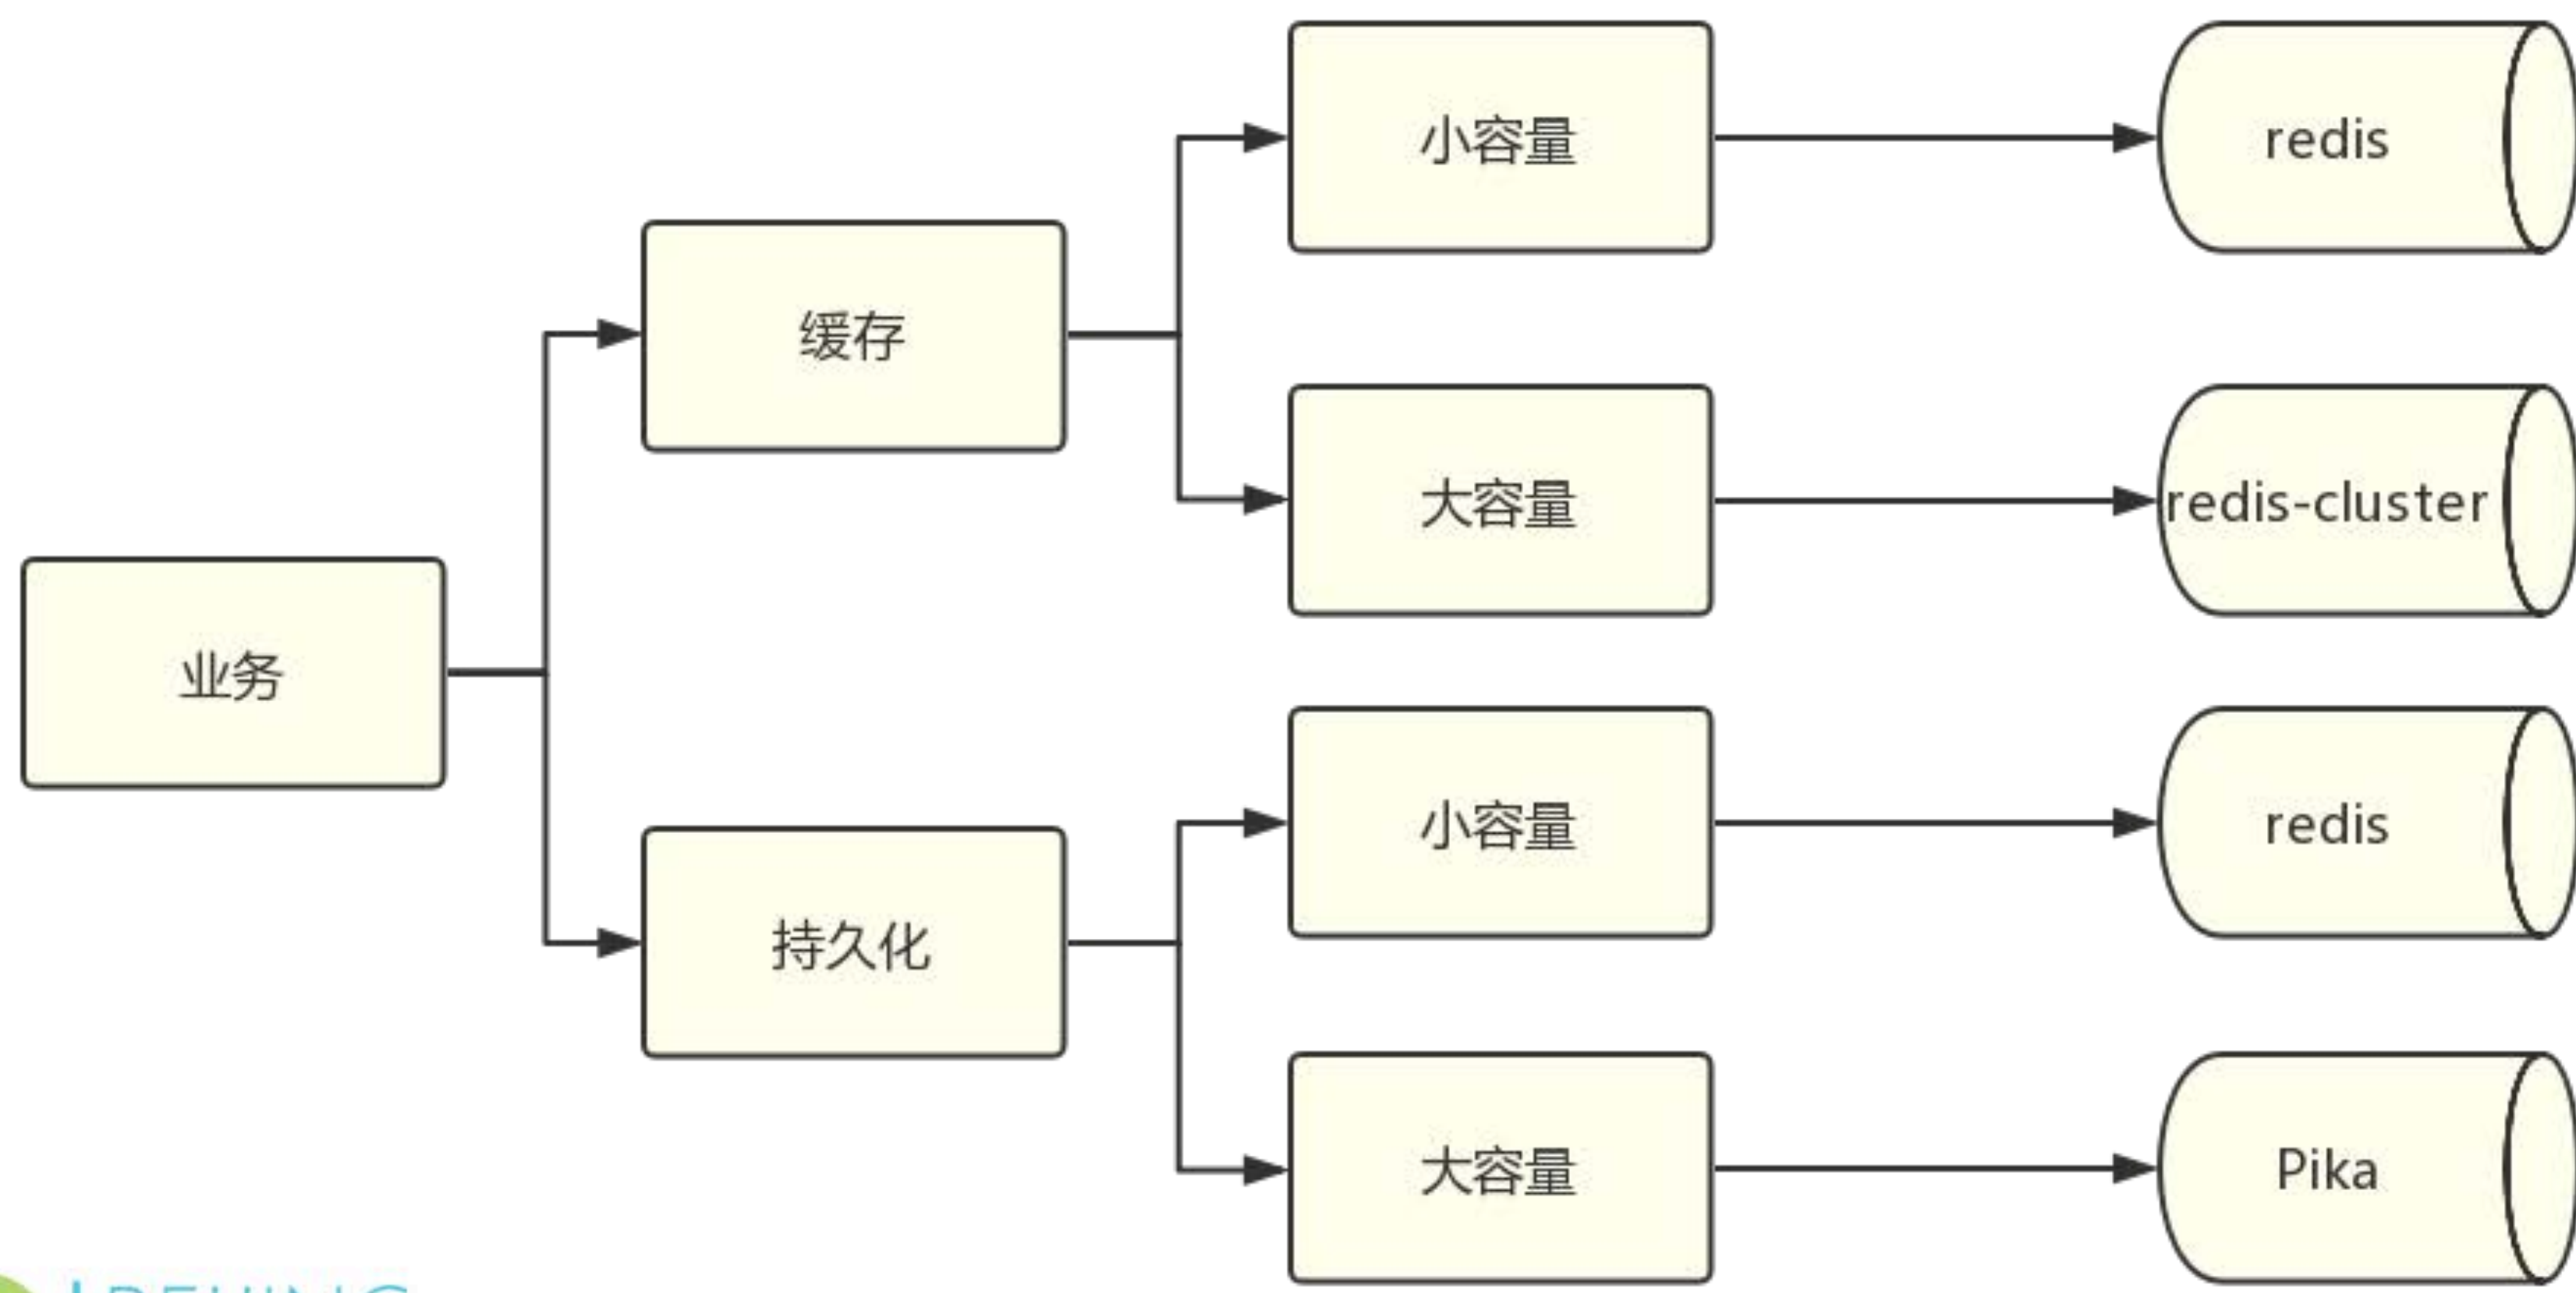 小容量
redis
缓存
大容量
redis-cluster
业务
小容量
redis
持久化
大容量
Pika